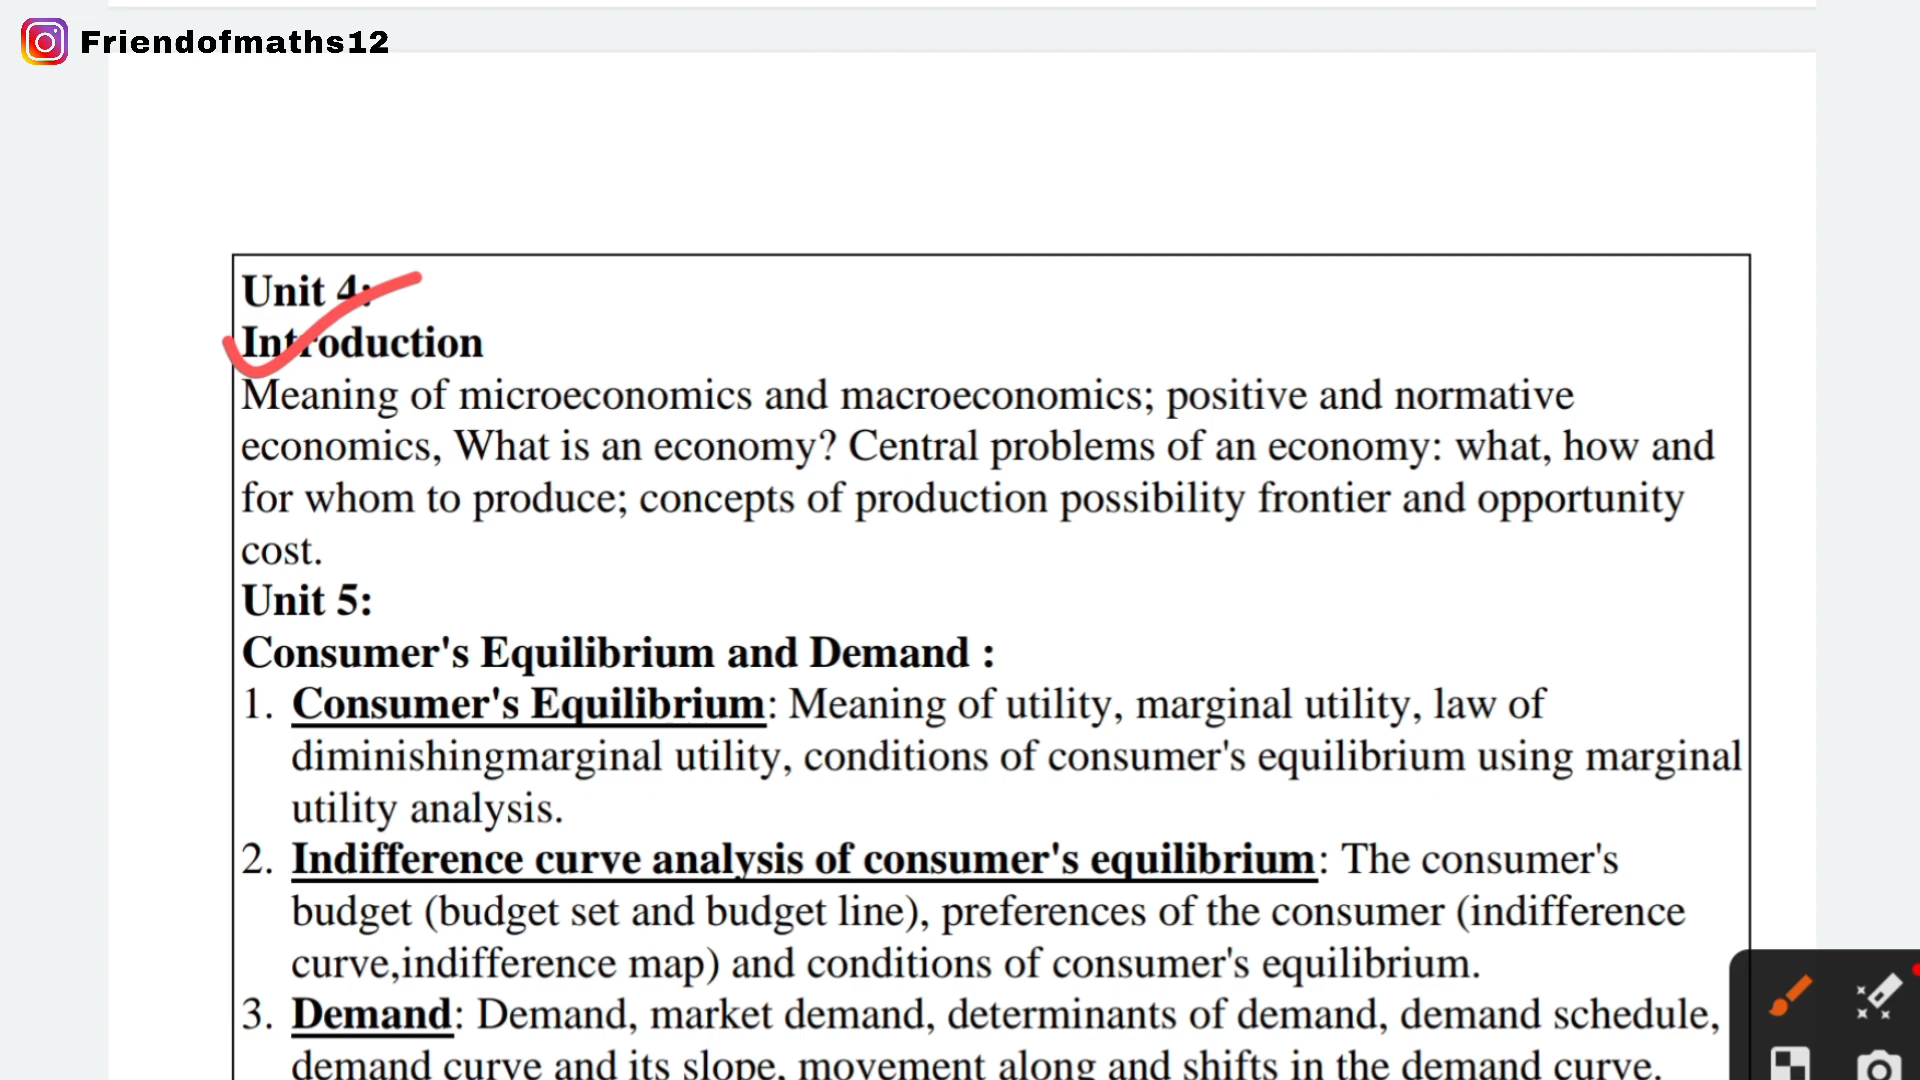 Friendofmaths12
Unit 4:
Introduction
Meaning of microeconomics and macroeconomics; positive and normative
economics, What is an economy? Central problems of an economy: what, how and
for whom to produce; concepts of production possibility frontier and opportunity
cost.
Unit 5:
Consumer's Equilibrium and Demand :
1. Consumer's Equilibrium: Meaning of utility, marginal utility, law of
diminishingmarginal utility, conditions of consumer's equilibrium using marginal
utility analysis.
2. Indifference curve analysis of consumer's equilibrium: The consumer's
budget (budget set and budget line), preferences of the consumer (indifference
curve,indifference map) and conditions of consumer's equilibrium.
3. Demand: Demand, market demand, determinants of demand, demand schedule,
demand curve and its slope, movement along and shifts in the demand curve.